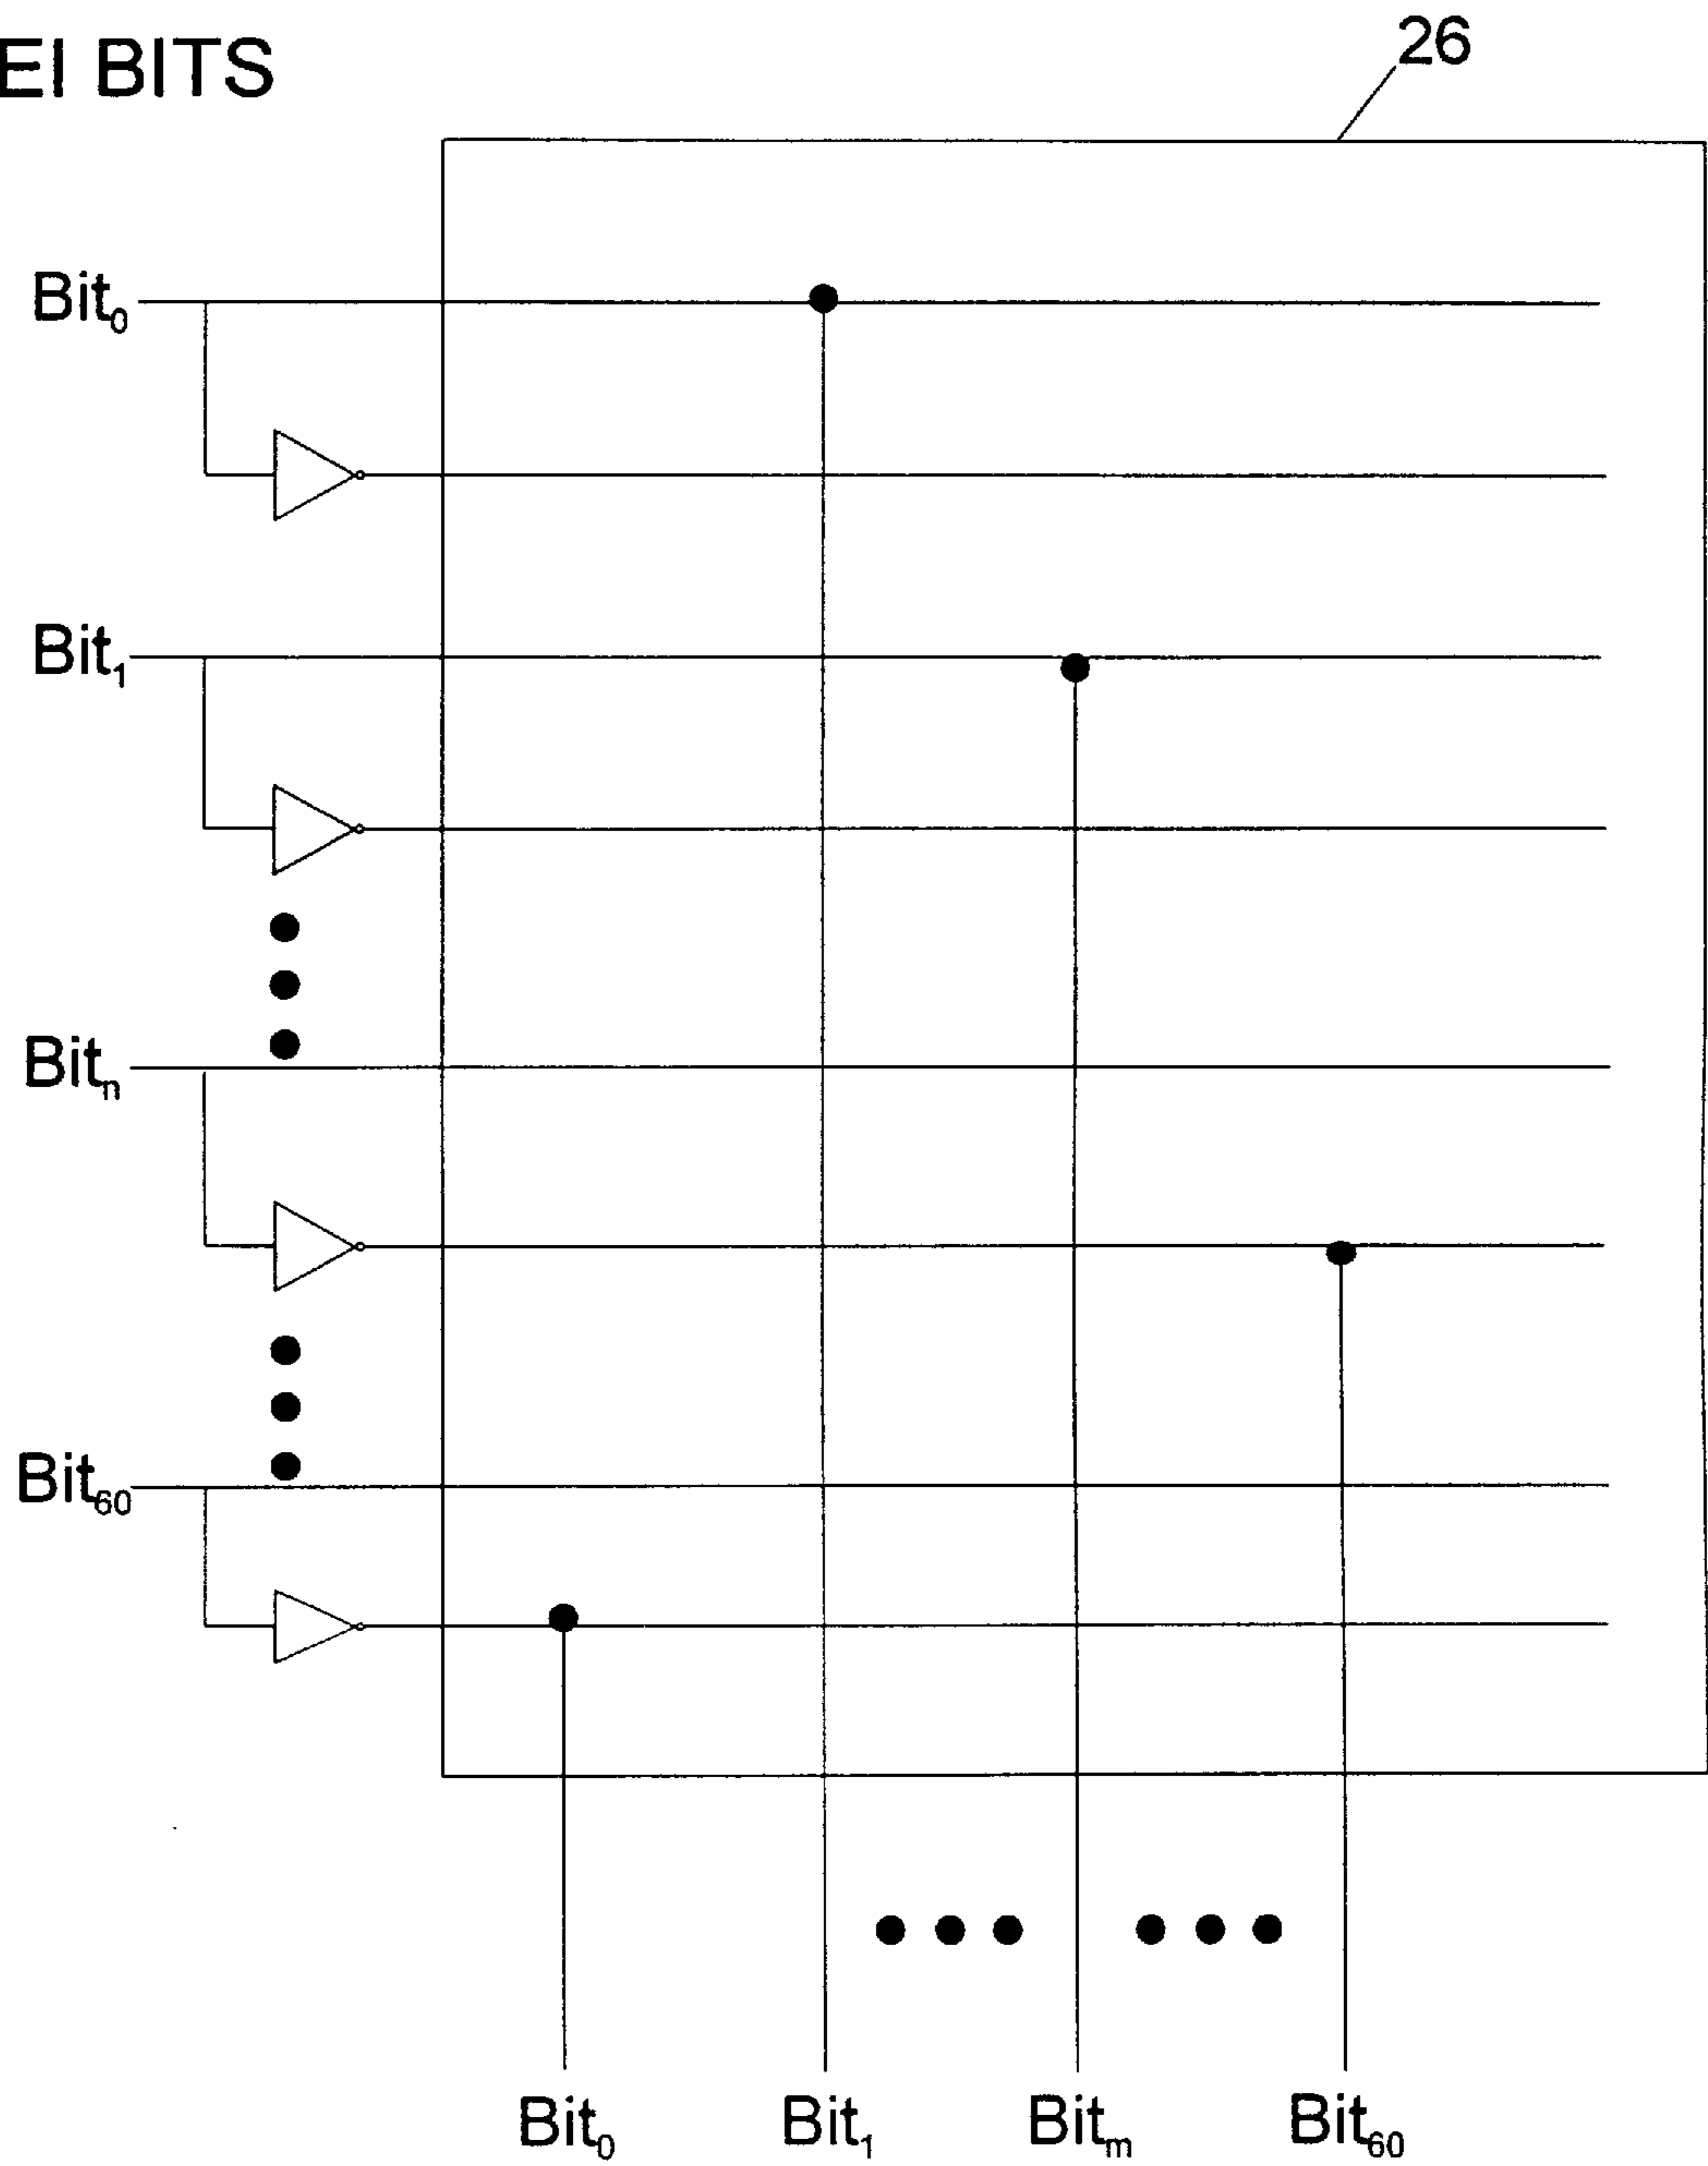 EI BITS
26
Bit₀
Bit₁
Bitₙ
Bit₆₀
Bit₀ Bit₁ Bitₘ Bit₆₀